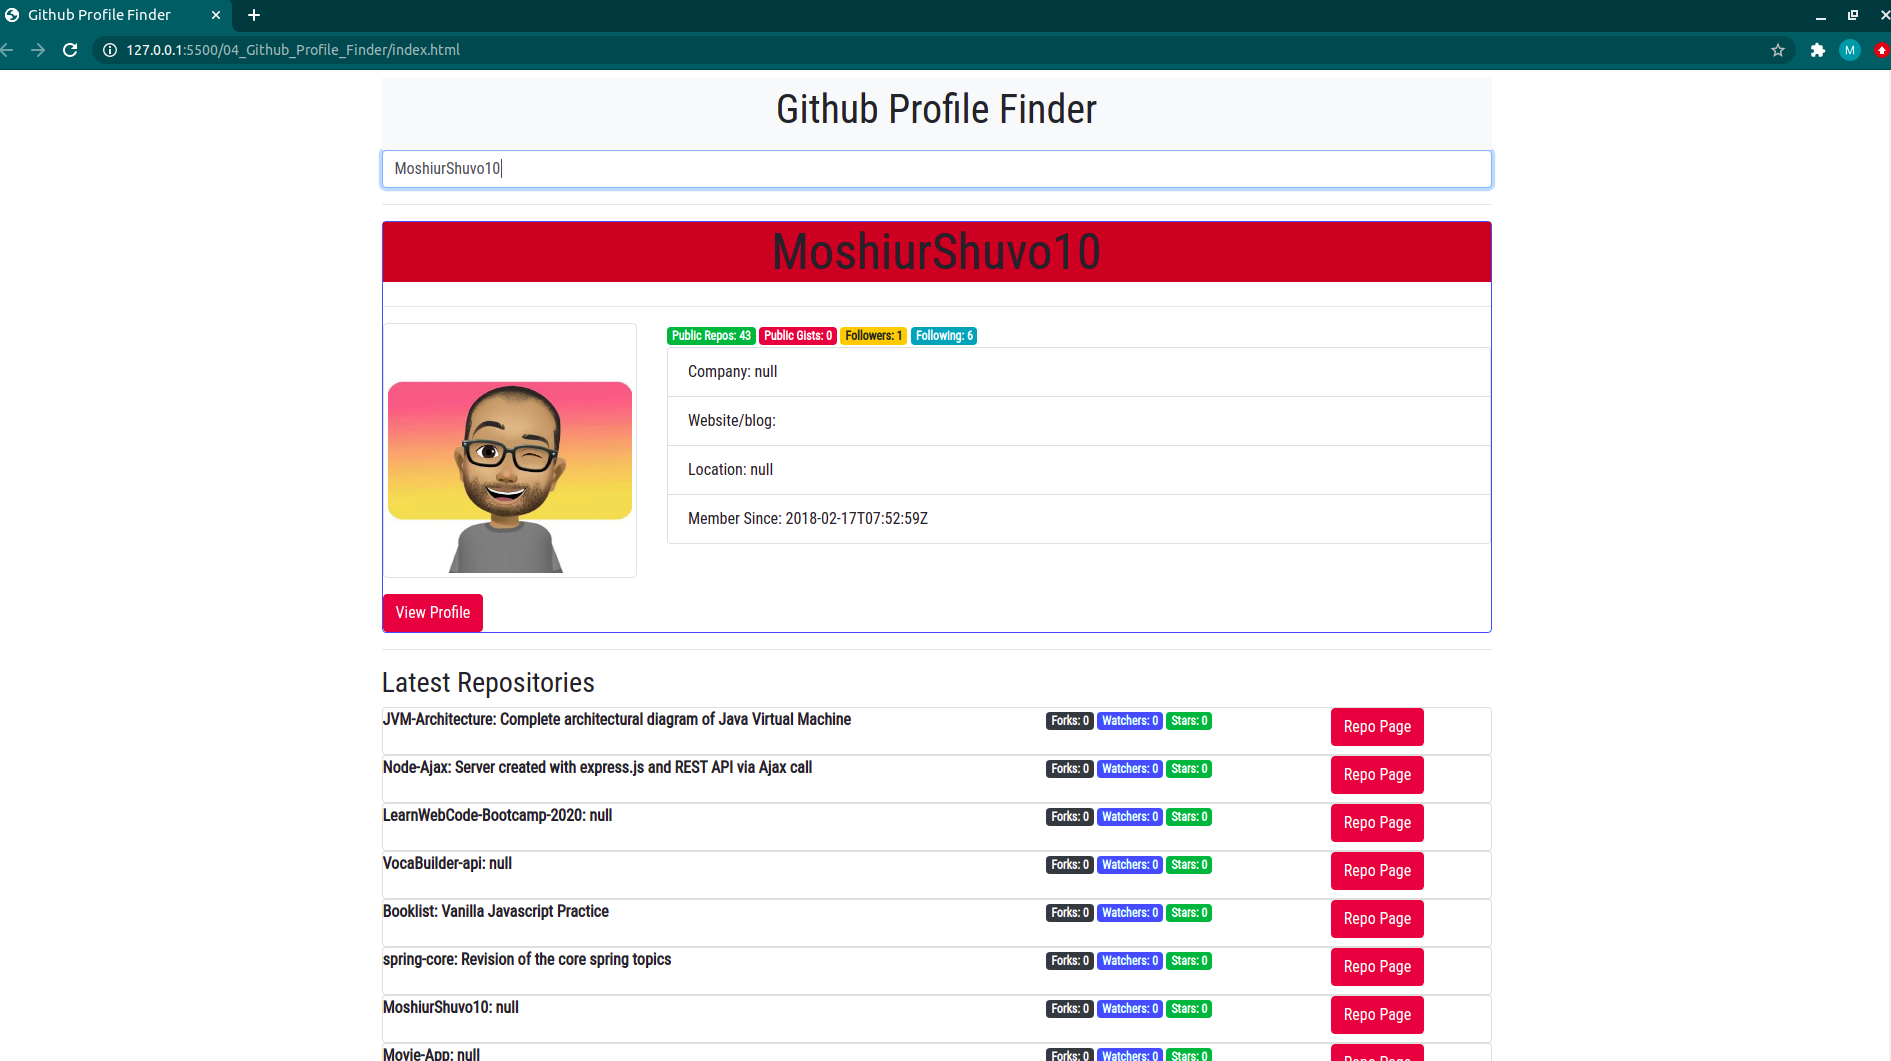 Github Profile Finder
127.0.0.1:5500/04_Github_Profile_Finder/index.html
M
Github Profile Finder
MoshiurShuvo10
MoshiurShuvo10
Public Repos: 43 Public Gists: 0 Followers: 1 Following: 6
Company: null
Website/blog:
Location: null
Member Since: 2018-02-17T07:52:59Z
View Profile
Latest Repositories
JVM-Architecture: Complete architectural diagram of Java Virtual Machine Forks: 0 Watchers: 0 Stars: 0 Repo Page
Node-Ajax: Server created with express.js and REST API via Ajax call Forks: 0 Watchers: 0 Stars: 0 Repo Page
LearnWebCode-Bootcamp-2020: null Forks: 0 Watchers: 0 Stars: 0 Repo Page
VocaBuilder-api: null Forks: 0 Watchers: 0 Stars: 0 Repo Page
Booklist: Vanilla Javascript Practice Forks: 0 Watchers: 0 Stars: 0 Repo Page
spring-core: Revision of the core spring topics Forks: 0 Watchers: 0 Stars: 0 Repo Page
MoshiurShuvo10: null Forks: 0 Watchers: 0 Stars: 0 Repo Page
Movie-App: null Forks: 0 Watchers: 0 Stars: 0 Repo Page